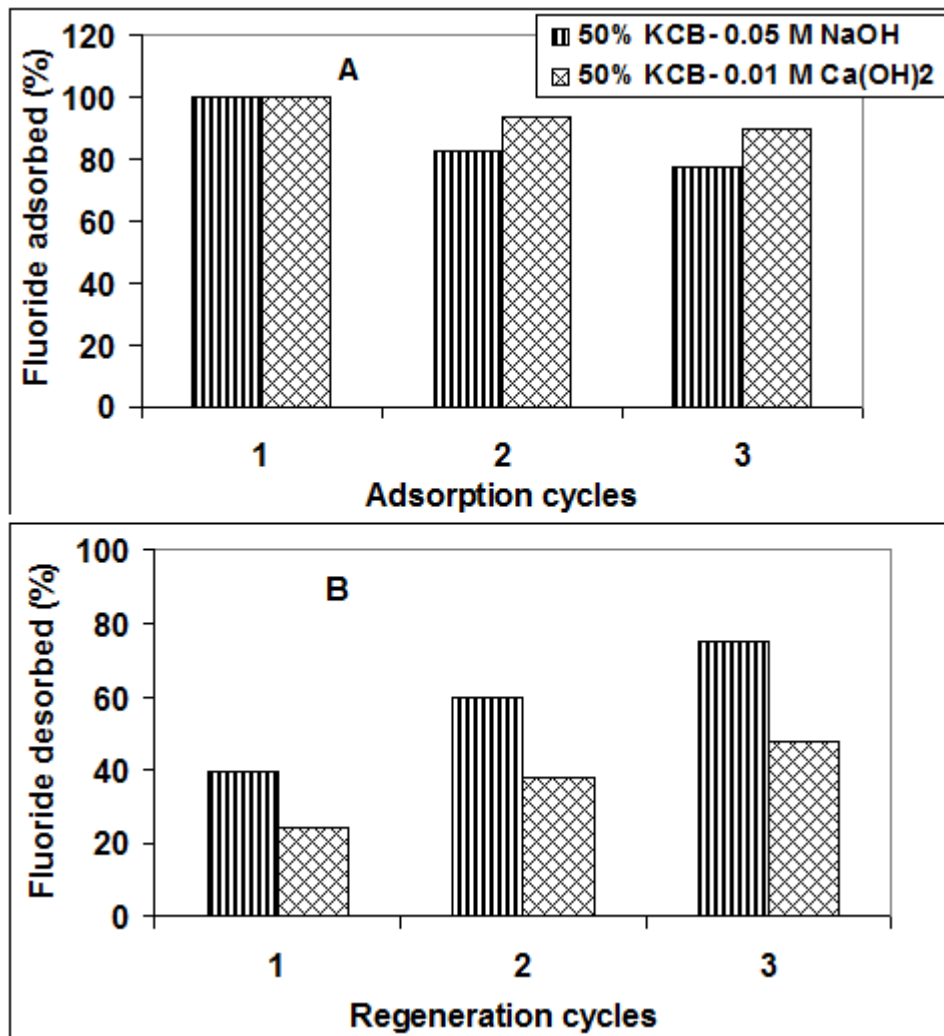 50% KCB- 0.05 M NaOH
50% KCB- 0.01 M Ca(OH)2
A
Fluoride adsorbed (%)
120
100
80
60
40
20
0
1 2 3
Adsorption cycles
B
Fluoride desorbed (%)
100
80
60
40
20
0
1 2 3
Regeneration cycles